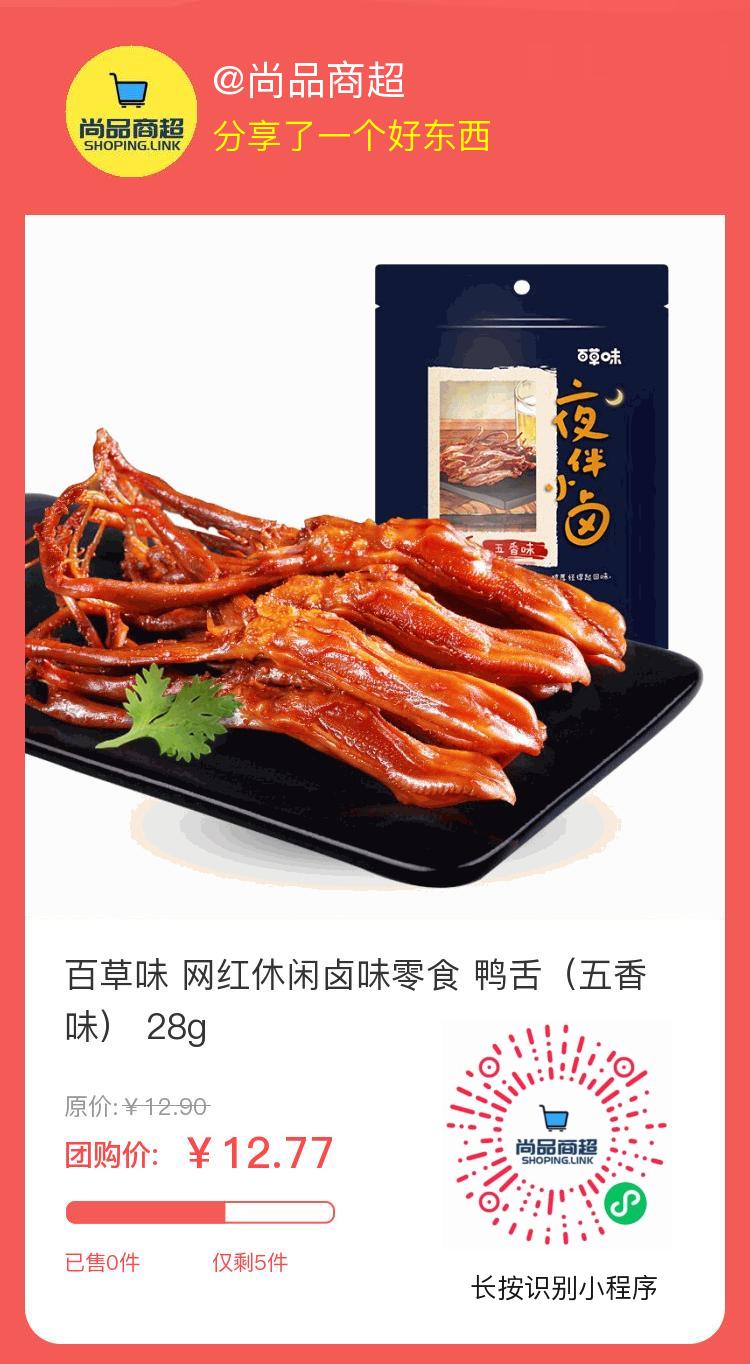 @尚品商超
分享了一个好东西
尚品商超
SHOPING.LINK
百草味
夜伴小卤
五香味
百草味 网红休闲卤味零食 鸭舌（五香
味） 28g
原价:￥12.90
团购价: ￥12.77
已售0件 仅剩5件
尚品商超
SHOPING.LINK
长按识别小程序